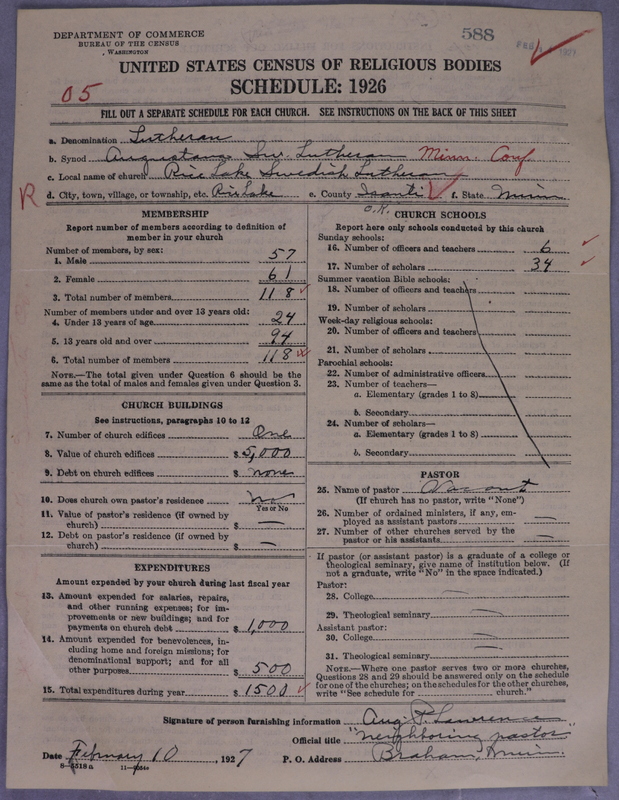 DEPARTMENT OF COMMERCE
BUREAU OF THE CENSUS
WASHINGTON
588
FEB 1927
UNITED STATES CENSUS OF RELIGIOUS BODIES
SCHEDULE: 1926
05
FILL OUT A SEPARATE SCHEDULE FOR EACH CHURCH. SEE INSTRUCTIONS ON THE BACK OF THIS SHEET
a. Denomination Lutheran
b. Synod Augustana Sw. Lutheran Minn. Conf
c. Local name of church Rice Lake Swedish Lutheran
R d. City, town, village, or township, etc. Rice Lake e. County Isanti f. State Minn
O.K.
MEMBERSHIP
Report number of members according to definition of
member in your church
Number of members, by sex:
1. Male 57
2. Female 61
3. Total number of members 118
Number of members under and over 13 years old:
4. Under 13 years of age 24
5. 13 years old and over 94
6. Total number of members 118
NOTE.—The total given under Question 6 should be the
same as the total of males and females given under Question 3.
CHURCH BUILDINGS
See instructions, paragraphs 10 to 12
7. Number of church edifices One
8. Value of church edifices $ 5,000
9. Debt on church edifices $ none
10. Does church own pastor's residence no
Yes or No
11. Value of pastor's residence (if owned by
church) $ —
12. Debt on pastor's residence (if owned by
church) $ —
EXPENDITURES
Amount expended by your church during last fiscal year
13. Amount expended for salaries, repairs,
and other running expenses; for im-
provements or new buildings; and for
payments on church debt $ 1,000
14. Amount expended for benevolences, in-
cluding home and foreign missions; for
denominational support; and for all
other purposes $ 500
15. Total expenditures during year $ 1500
CHURCH SCHOOLS
Report here only schools conducted by this church
Sunday schools:
16. Number of officers and teachers 6
17. Number of scholars 34
Summer vacation Bible schools:
18. Number of officers and teachers
19. Number of scholars
Week-day religious schools:
20. Number of officers and teachers
21. Number of scholars
Parochial schools:
22. Number of administrative officers
23. Number of teachers—
a. Elementary (grades 1 to 8)
b. Secondary
24. Number of scholars—
a. Elementary (grades 1 to 8)
b. Secondary
PASTOR
25. Name of pastor Vacant
(If church has no pastor, write "None")
26. Number of ordained ministers, if any, em-
ployed as assistant pastors —
27. Number of other churches served by the
pastor or his assistants —
If pastor (or assistant pastor) is a graduate of a college or
theological seminary, give name of institution below. (If
not a graduate, write "No" in the space indicated.)
Pastor:
28. College —
29. Theological seminary —
Assistant pastor:
30. College —
31. Theological seminary —
NOTE.—Where one pastor serves two or more churches,
Questions 28 and 29 should be answered only on the schedule
for one of the churches; on the schedules for the other churches,
write "See schedule for church."
Signature of person furnishing information Aug. P. Lawrence
Official title "neighboring pastor"
Date February 10, 1927 P. O. Address Braham, Minn.
8—5518 a